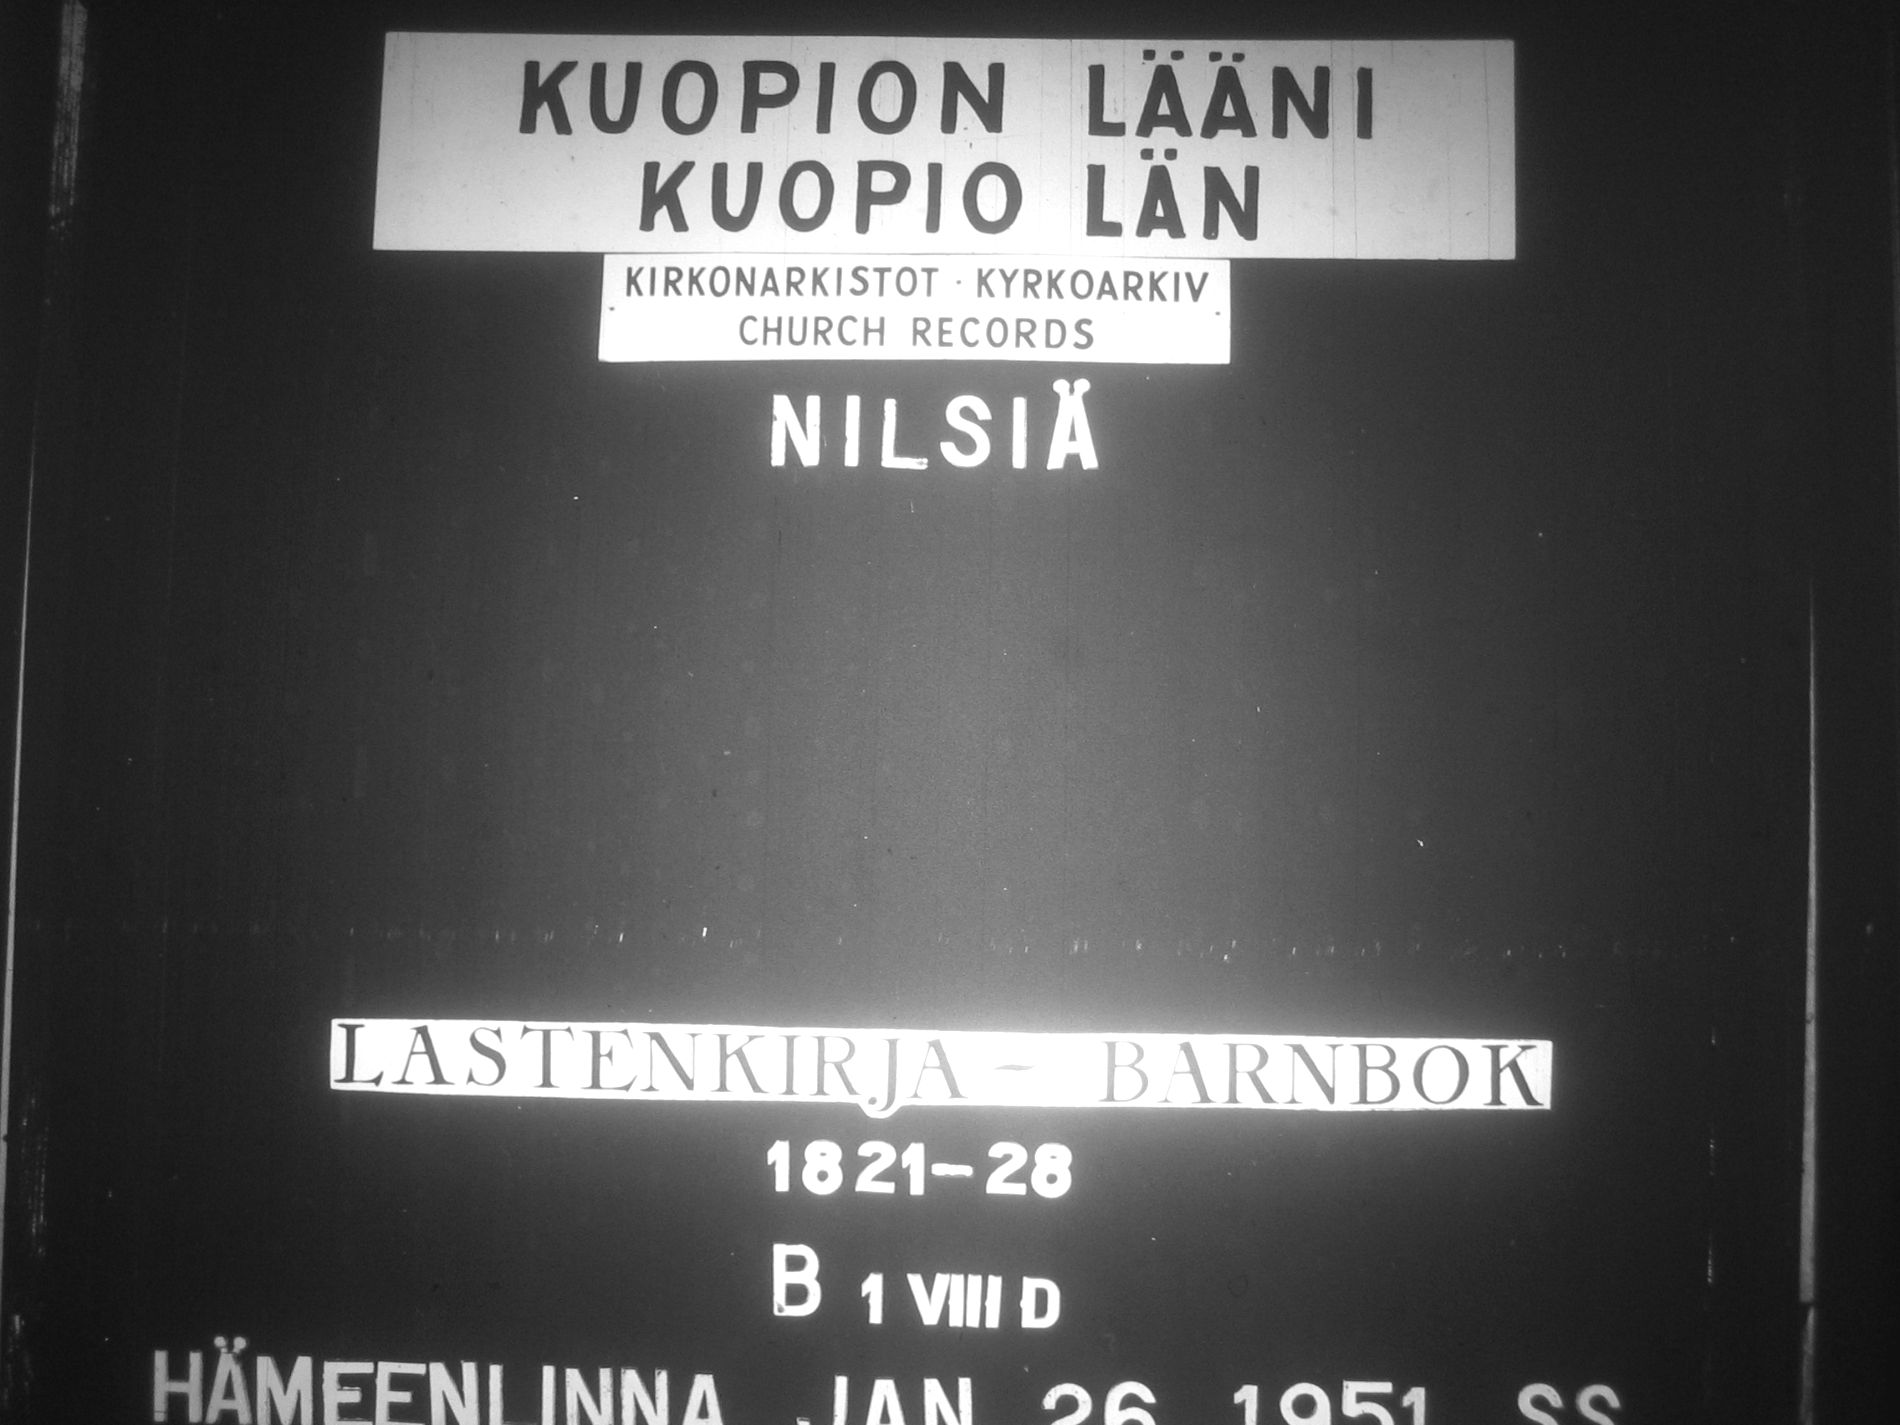 KUOPION LÄÄNI
KUOPIO LÄN
KIRKONARKISTOT · KYRKOARKIV
CHURCH RECORDS
NILSIÄ
LASTENKIRJA - BARNBOK
1821-28
B 1 VIII D
HÄMEENLINNA JAN 26 1951 SS